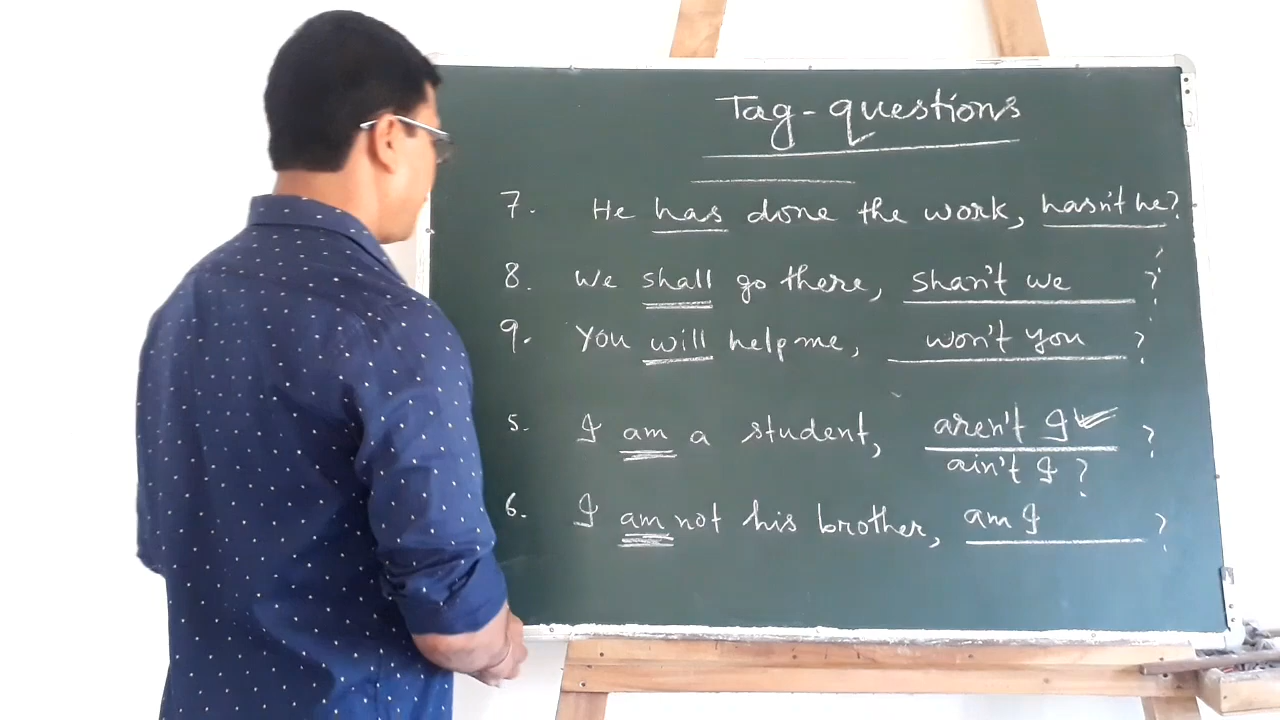 Tag-questions
7. He has done the work, hasn't he?
8. We shall go there, shan't we ?
9. You will help me, won't you ?
5. I am a student, aren't I ?
ain't I ?
6. I am not his brother, am I ?